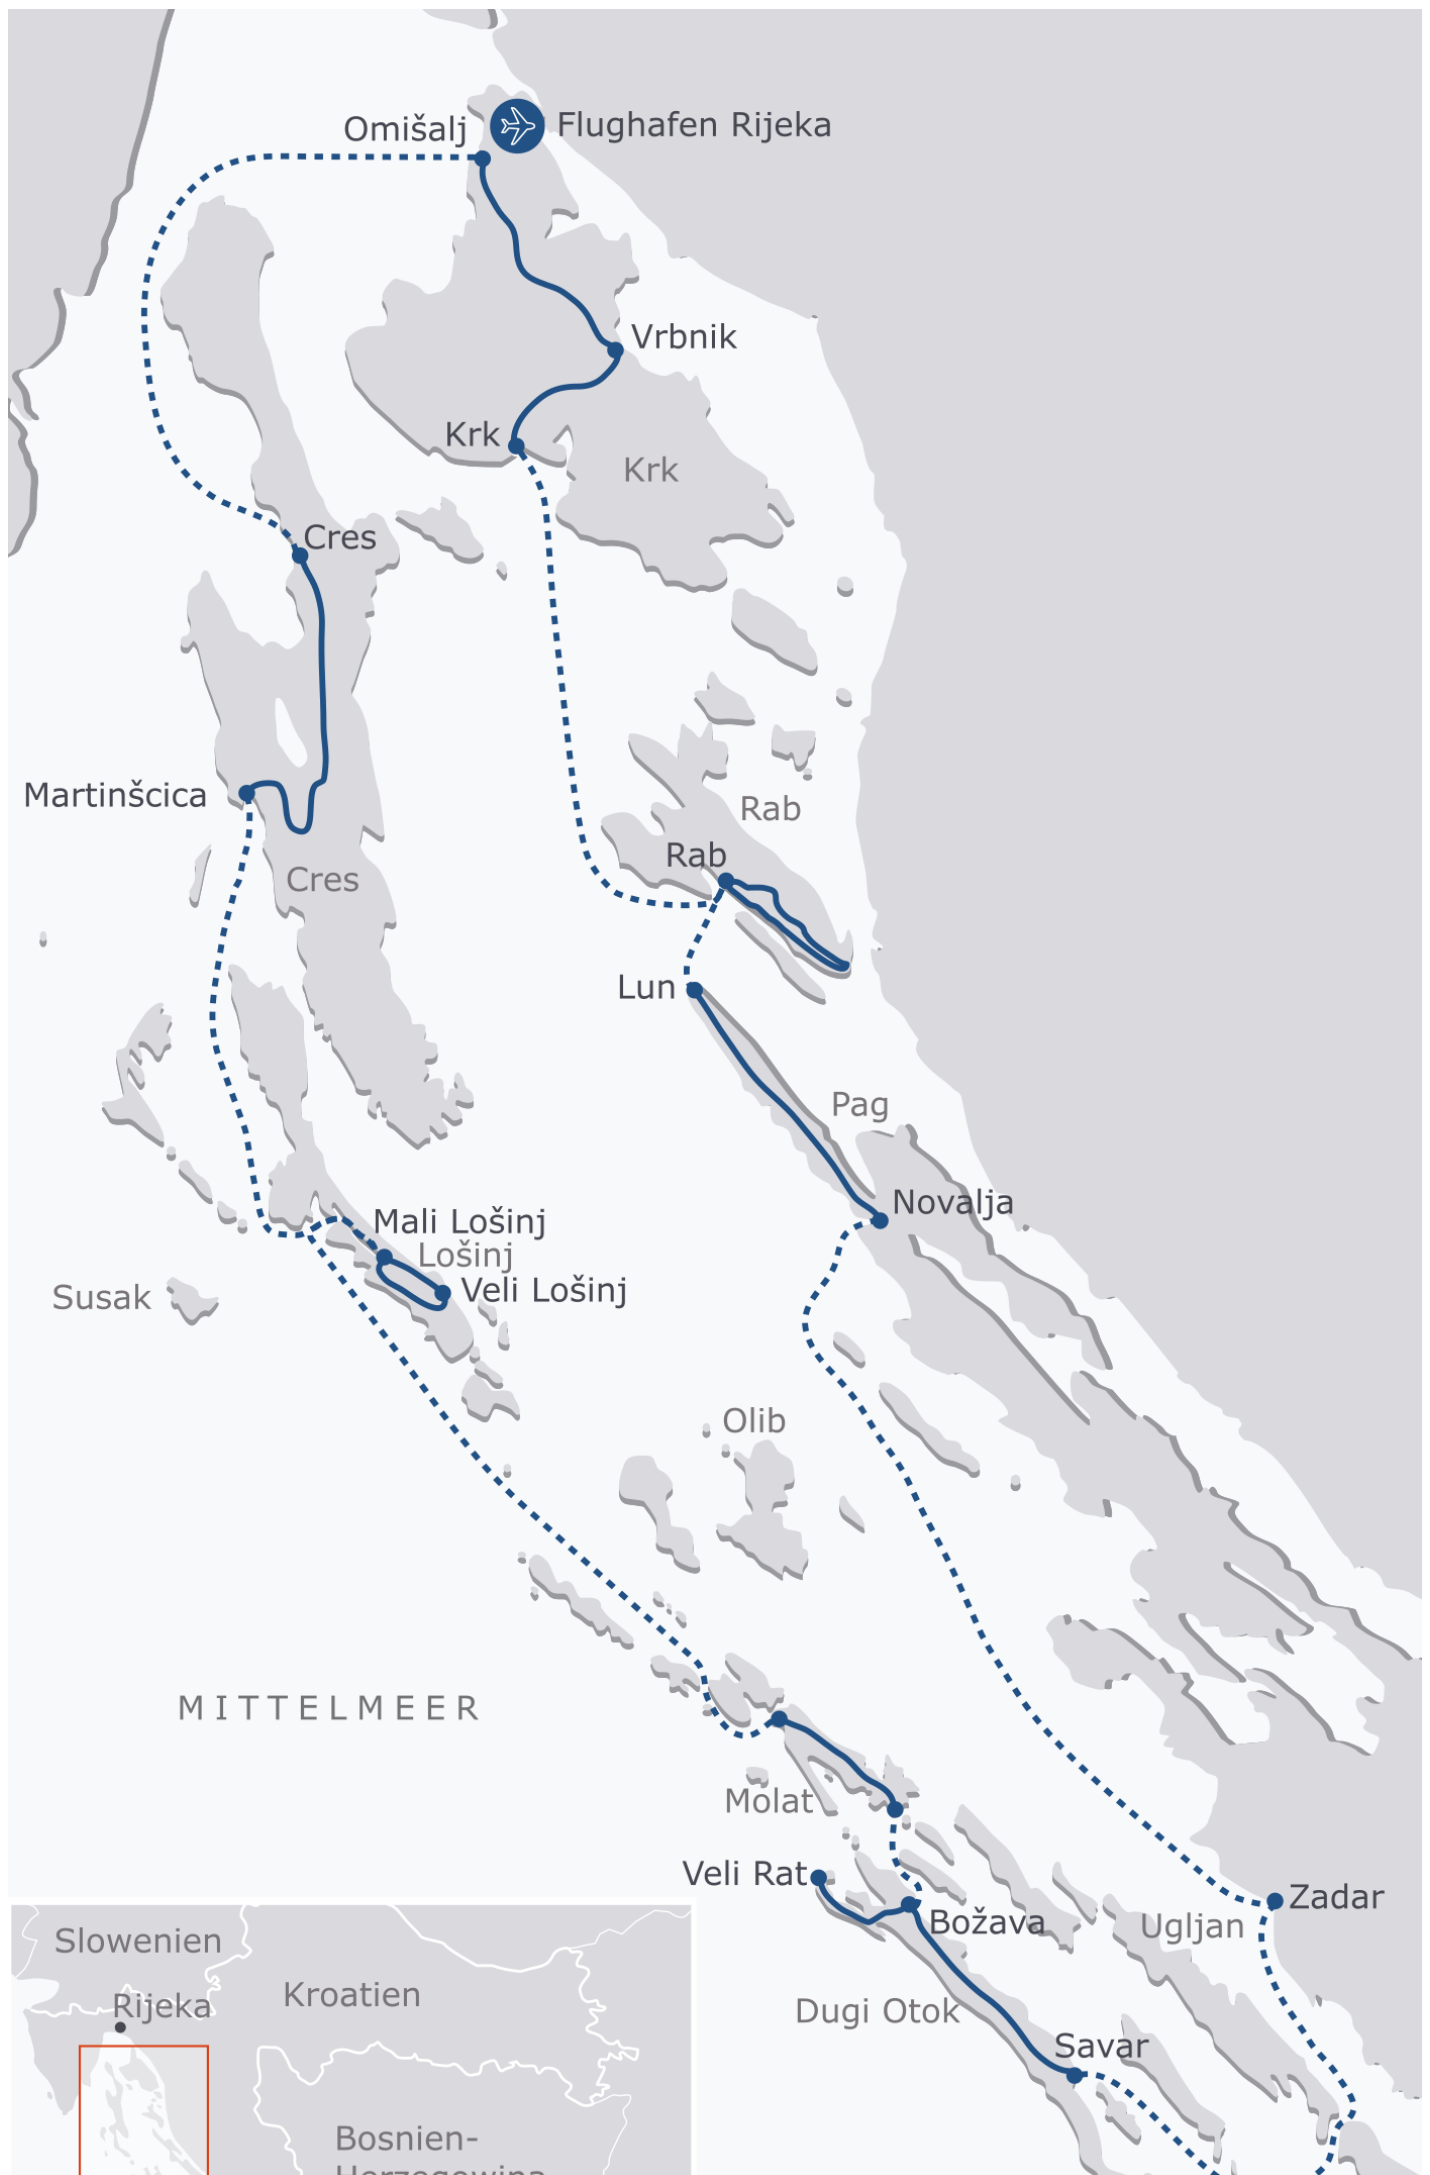 Omišalj
Flughafen Rijeka
Vrbnik
Krk
Krk
Cres
Martinšcica
Rab
Rab
Cres
Lun
Pag
Novalja
Mali Lošinj
Lošinj
Veli Lošinj
Susak
Olib
MITTELMEER
Molat
Veli Rat
Zadar
Božava
Ugljan
Dugi Otok
Savar
Slowenien
Kroatien
Rijeka
Bosnien-
Herzegowina